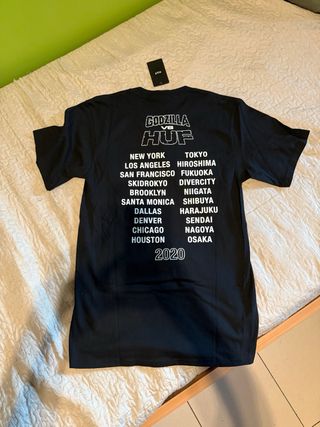 HUF
GODZILLA
VS
HUF
NEW YORK TOKYO
LOS ANGELES HIROSHIMA
SAN FRANCISCO FUKUOKA
SKIDROKYO DIVERCITY
BROOKLYN NIIGATA
SANTA MONICA SHIBUYA
DALLAS HARAJUKU
DENVER SENDAI
CHICAGO NAGOYA
HOUSTON OSAKA
2020